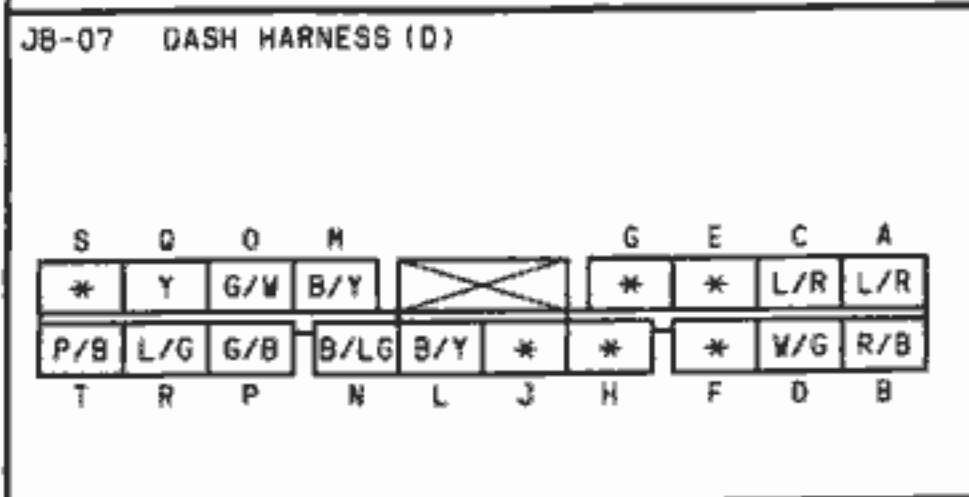 JB-07 DASH HARNESS (D)
S Q O M G E C A
* Y G/W B/Y * * L/R L/R
P/B L/G G/B B/LG B/Y * * * W/G R/B
T R P N L J H F D B